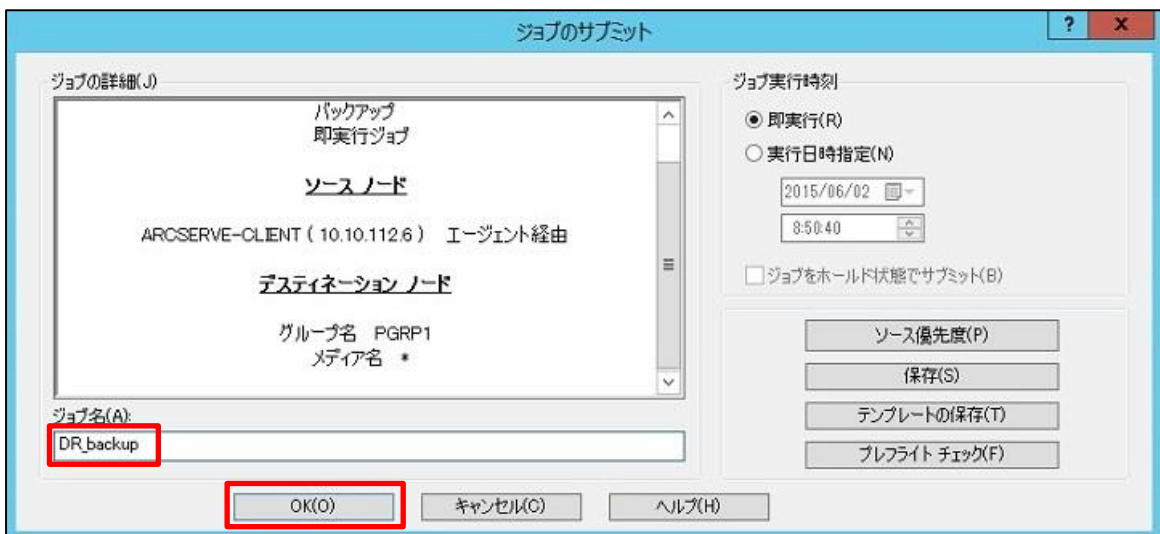 ジョブのサブミット
? x
ジョブの詳細(J)
バックアップ
即実行ジョブ
ソース ノード
ARCSERVE-CLIENT ( 10.10.112.6 ) エージェント経由
デスティネーション ノード
グループ名 PGRP1
メディア名 *
ジョブ名(A):
DR_backup
OK(O)
キャンセル(C)
ヘルプ(H)
ジョブ実行時刻
即実行(R)
実行日時指定(N)
2015/06/02
8:50:40
ジョブをホールド状態でサブミット(B)
ソース優先度(P)
保存(S)
テンプレートの保存(T)
プレフライト チェック(F)